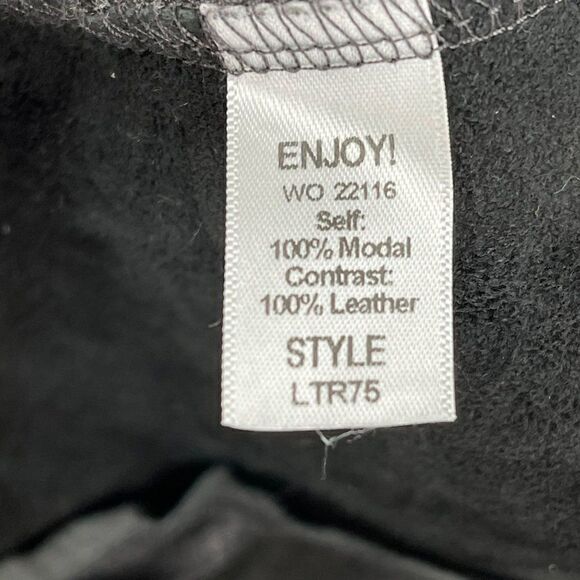 ENJOY!
WO 22116
Self:
100% Modal
Contrast:
100% Leather
STYLE
LTR75